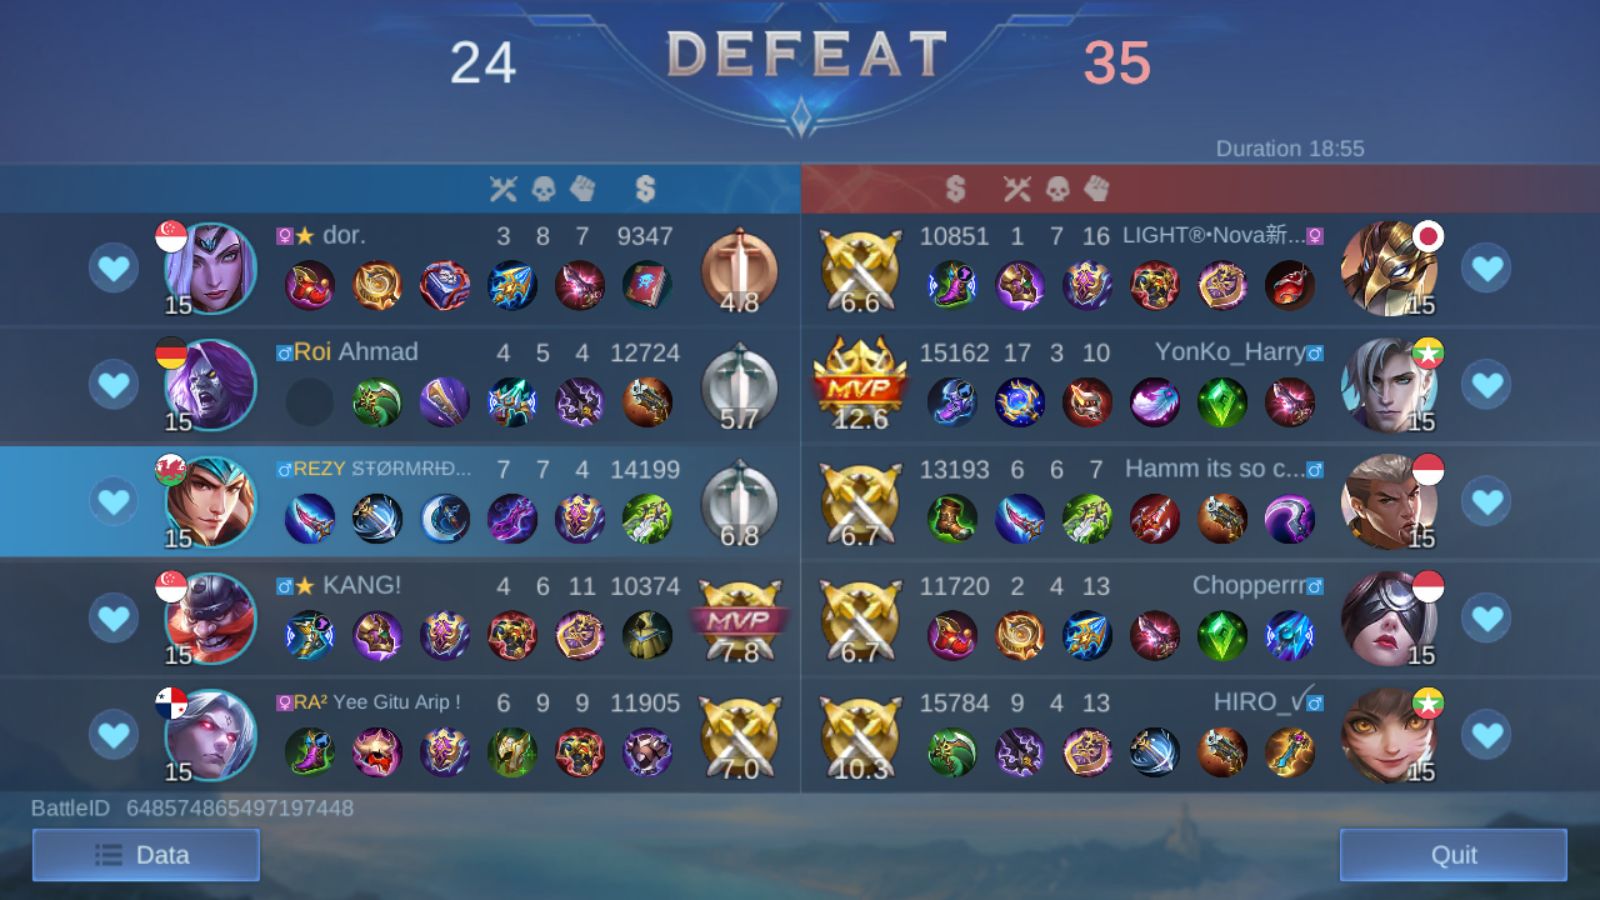 24 DEFEAT 35
Duration 18:55
dor. 3 8 7 9347
15 4.8
6.6 10851 1 7 16 LIGHT®•Nova新...
15
Roi Ahmad 4 5 4 12724
15 5.7
MVP 15162 17 3 10 YonKo_Harry
12.6 15
REZY SŦØRMRĦĐ... 7 7 4 14199
15 6.8
13193 6 6 7 Hamm its so c...
6.7 15
KANG! 4 6 11 10374
15 MVP 7.8
11720 2 4 13 Chopperrr
6.7 15
RA² Yee Gitu Arip ! 6 9 9 11905
15 7.0
15784 9 4 13 HIRO_√
10.3 15
BattleID 648574865497197448
Data
Quit